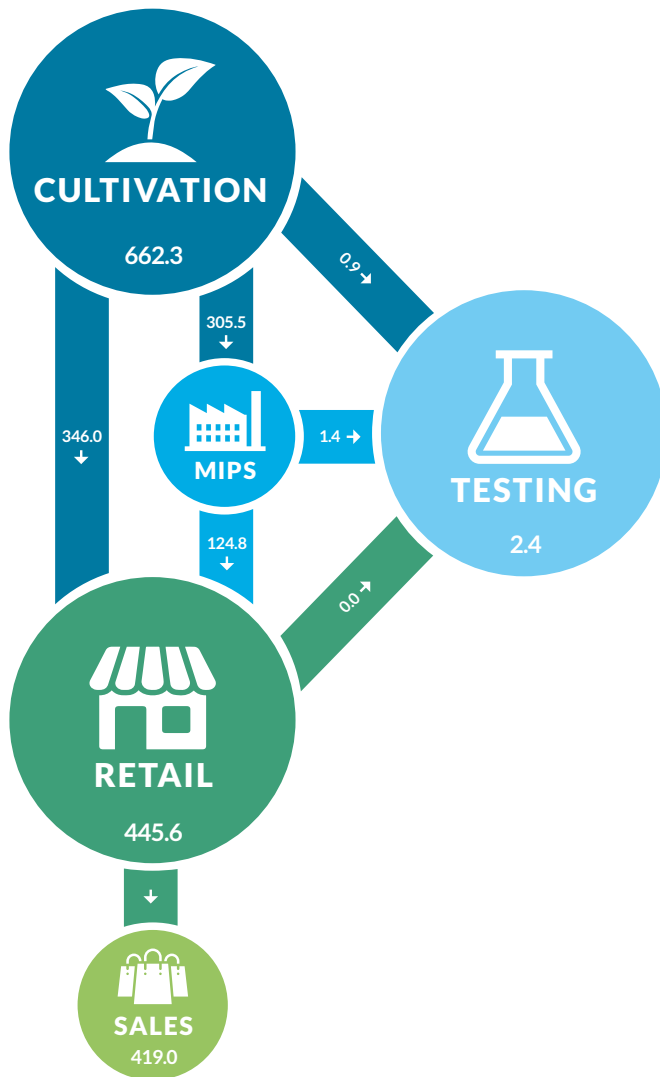 CULTIVATION
662.3
0.9
305.5
346.0
MIPS
1.4
TESTING
2.4
124.8
0.0
RETAIL
445.6
SALES
419.0